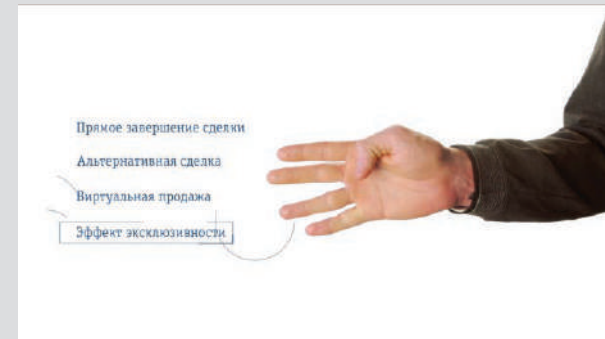 Прямое завершение сделки
Альтернативная сделка
Виртуальная продажа
Эффект эксклюзивности